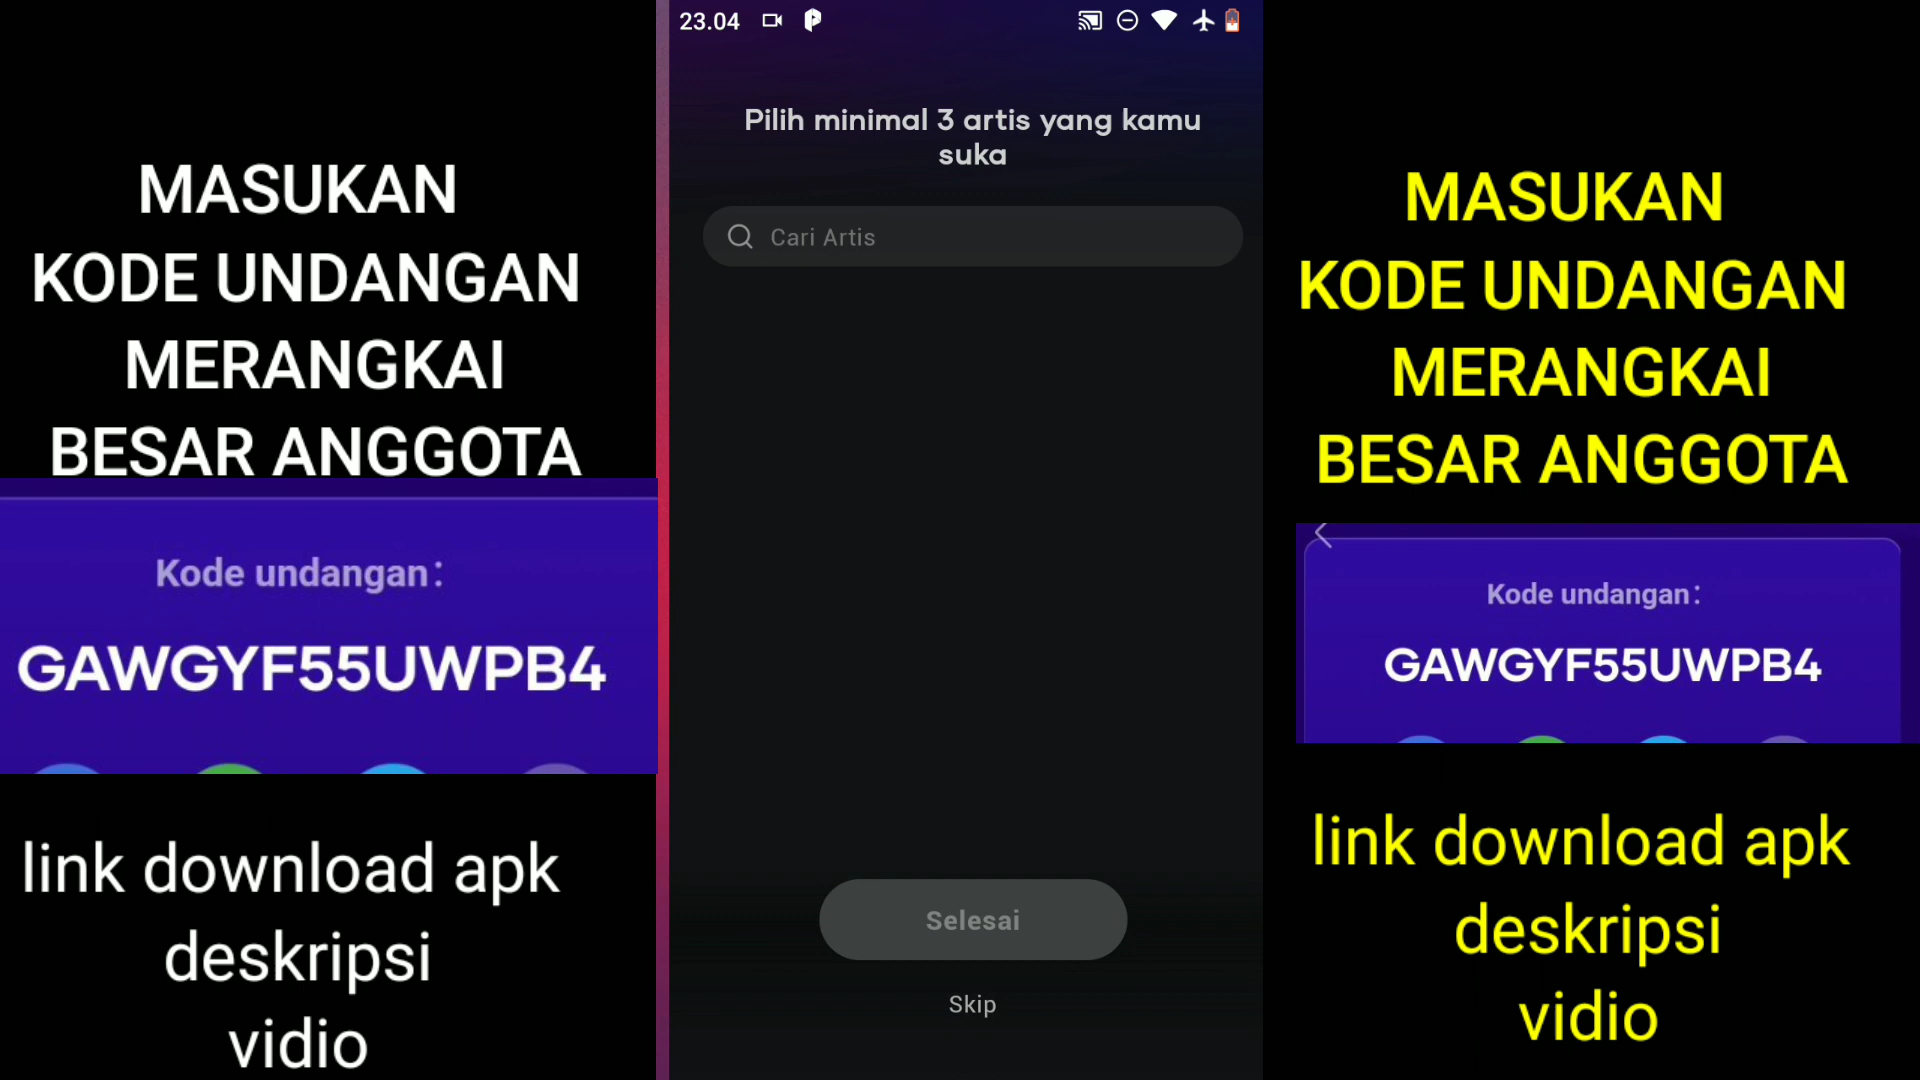 MASUKAN
KODE UNDANGAN
MERANGKAI
BESAR ANGGOTA
Kode undangan:
GAWGYF55UWPB4
link download apk
deskripsi
vidio
23.04
Pilih minimal 3 artis yang kamu
suka
Cari Artis
Selesai
Skip
MASUKAN
KODE UNDANGAN
MERANGKAI
BESAR ANGGOTA
Kode undangan:
GAWGYF55UWPB4
link download apk
deskripsi
vidio